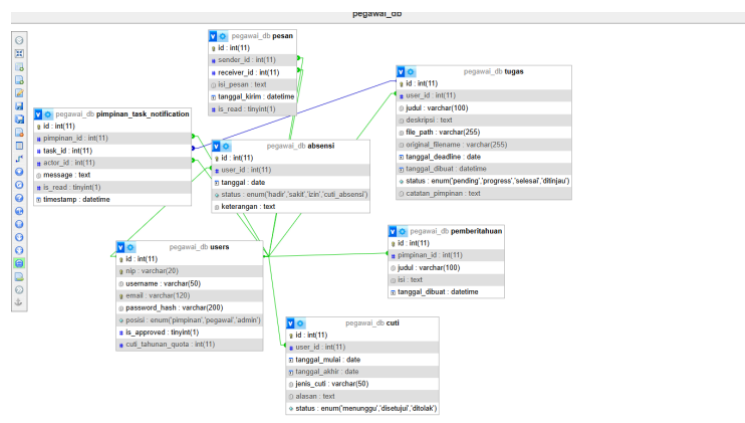 pegawai_db
pegawai_db pesan
id : int(11)
sender_id : int(11)
receiver_id : int(11)
isi_pesan : text
tanggal_kirim : datetime
is_read : tinyint(1)
pegawai_db tugas
id : int(11)
user_id : int(11)
judul : varchar(100)
deskripsi : text
file_path : varchar(255)
original_filename : varchar(255)
tanggal_deadline : date
tanggal_dibuat : datetime
status : enum('pending','progress','selesai','ditinjau')
catatan_pimpinan : text
pegawai_db pimpinan_task_notification
id : int(11)
pimpinan_id : int(11)
task_id : int(11)
actor_id : int(11)
message : text
is_read : tinyint(1)
timestamp : datetime
pegawai_db absensi
id : int(11)
user_id : int(11)
tanggal : date
status : enum('hadir','sakit','izin','cuti_absensi')
keterangan : text
pegawai_db users
id : int(11)
nip : varchar(20)
username : varchar(50)
email : varchar(120)
password_hash : varchar(200)
posisi : enum('pimpinan','pegawai','admin')
is_approved : tinyint(1)
cuti_tahunan_quota : int(11)
pegawai_db pemberitahuan
id : int(11)
pimpinan_id : int(11)
judul : varchar(100)
isi : text
tanggal_dibuat : datetime
pegawai_db cuti
id : int(11)
user_id : int(11)
tanggal_mulai : date
tanggal_akhir : date
jenis_cuti : varchar(50)
alasan : text
status : enum('menunggu','disetujui','ditolak')